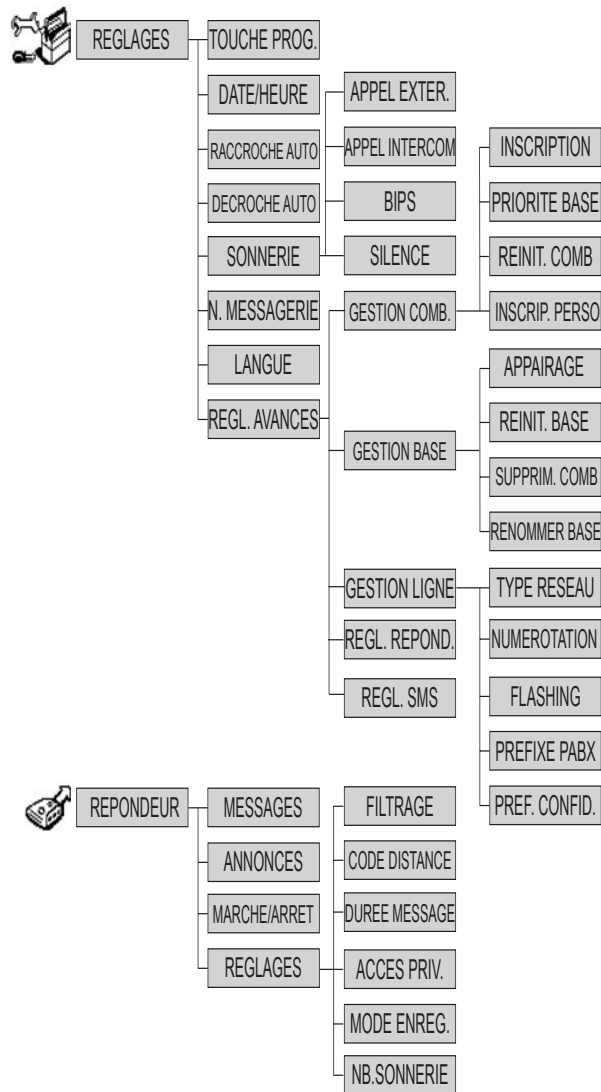 REGLAGES
TOUCHE PROG.
DATE/HEURE
RACCROCHE AUTO
DECROCHE AUTO
SONNERIE
N. MESSAGERIE
LANGUE
REGL. AVANCES
APPEL EXTER.
APPEL INTERCOM
BIPS
SILENCE
GESTION COMB.
GESTION BASE
GESTION LIGNE
REGL. REPOND.
REGL. SMS
INSCRIPTION
PRIORITE BASE
REINIT. COMB
INSCRIP. PERSO
APPAIRAGE
REINIT. BASE
SUPPRIM. COMB
RENOMMER BASE
TYPE RESEAU
NUMEROTATION
FLASHING
PREFIXE PABX
PREF. CONFID.
REPONDEUR
MESSAGES
ANNONCES
MARCHE/ARRET
REGLAGES
FILTRAGE
CODE DISTANCE
DUREE MESSAGE
ACCES PRIV.
MODE ENREG.
NB.SONNERIE